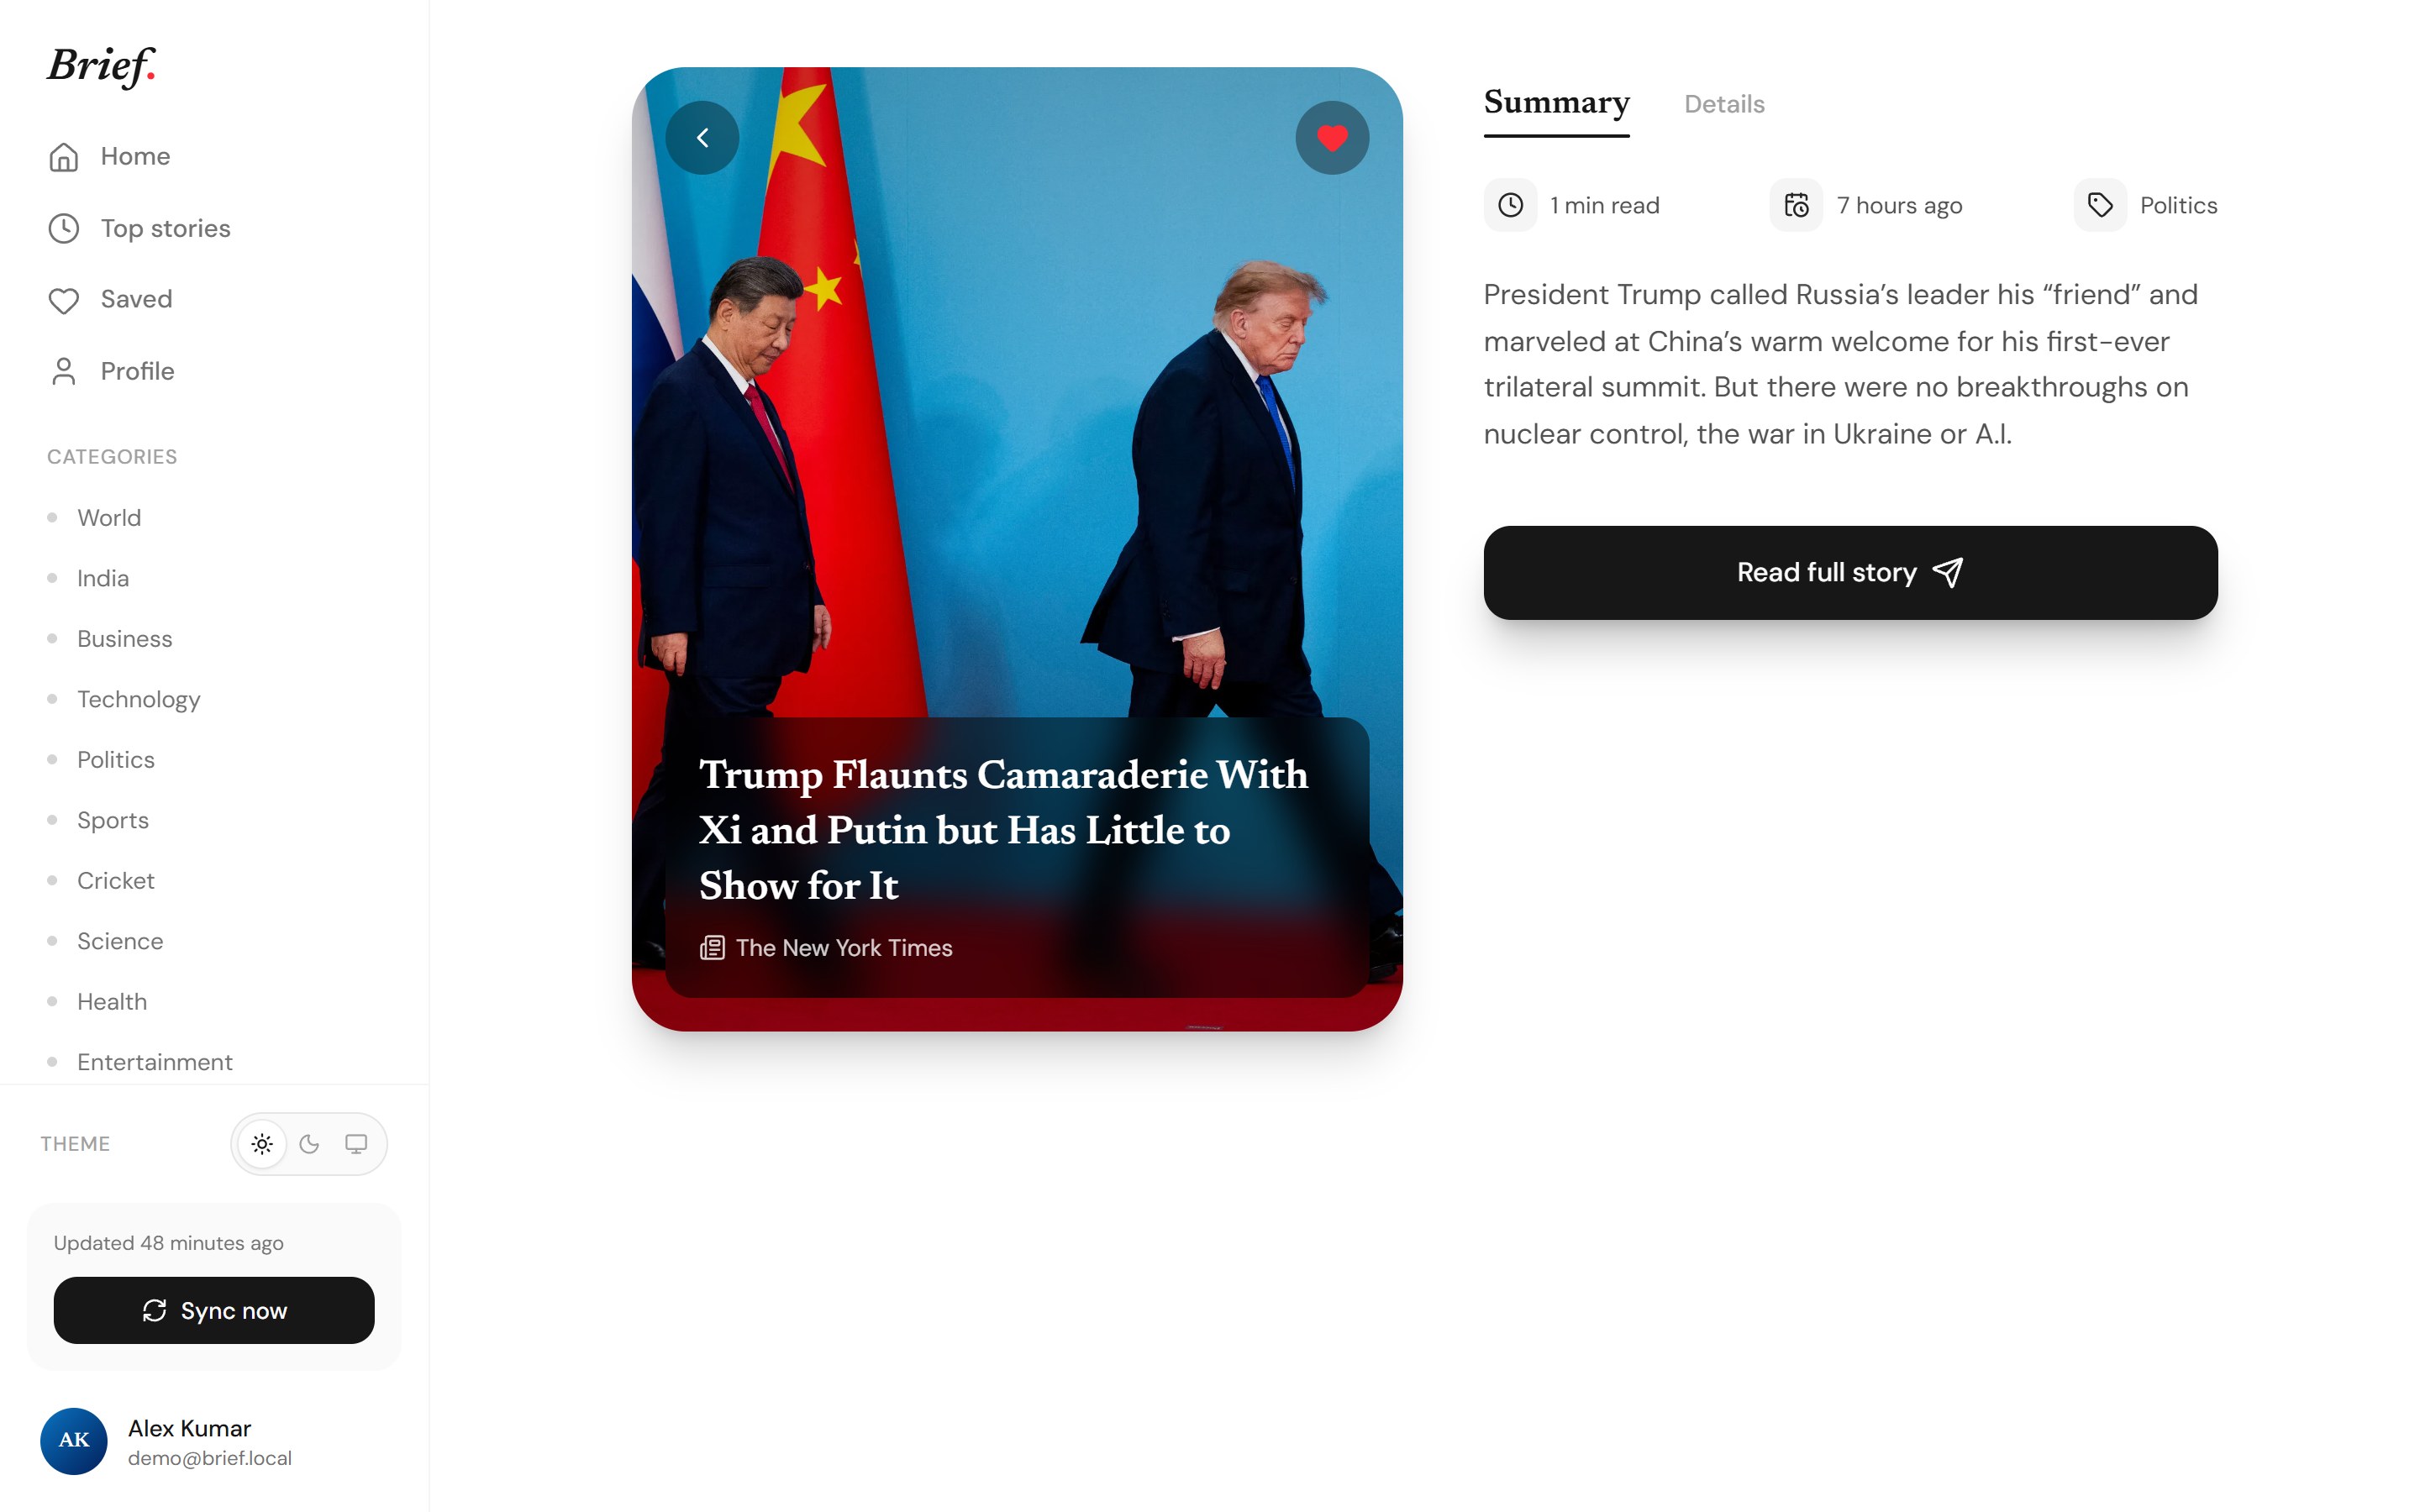 Brief.
Home
Top stories
Saved
Profile
CATEGORIES
World
India
Business
Technology
Politics
Sports
Cricket
Science
Health
Entertainment
THEME
Updated 48 minutes ago
Sync now
AK
Alex Kumar
demo@brief.local
Trump Flaunts Camaraderie With
Xi and Putin but Has Little to
Show for It
The New York Times
Summary
Details
1 min read
7 hours ago
Politics
President Trump called Russia’s leader his “friend” and
marveled at China’s warm welcome for his first-ever
trilateral summit. But there were no breakthroughs on
nuclear control, the war in Ukraine or A.I.
Read full story